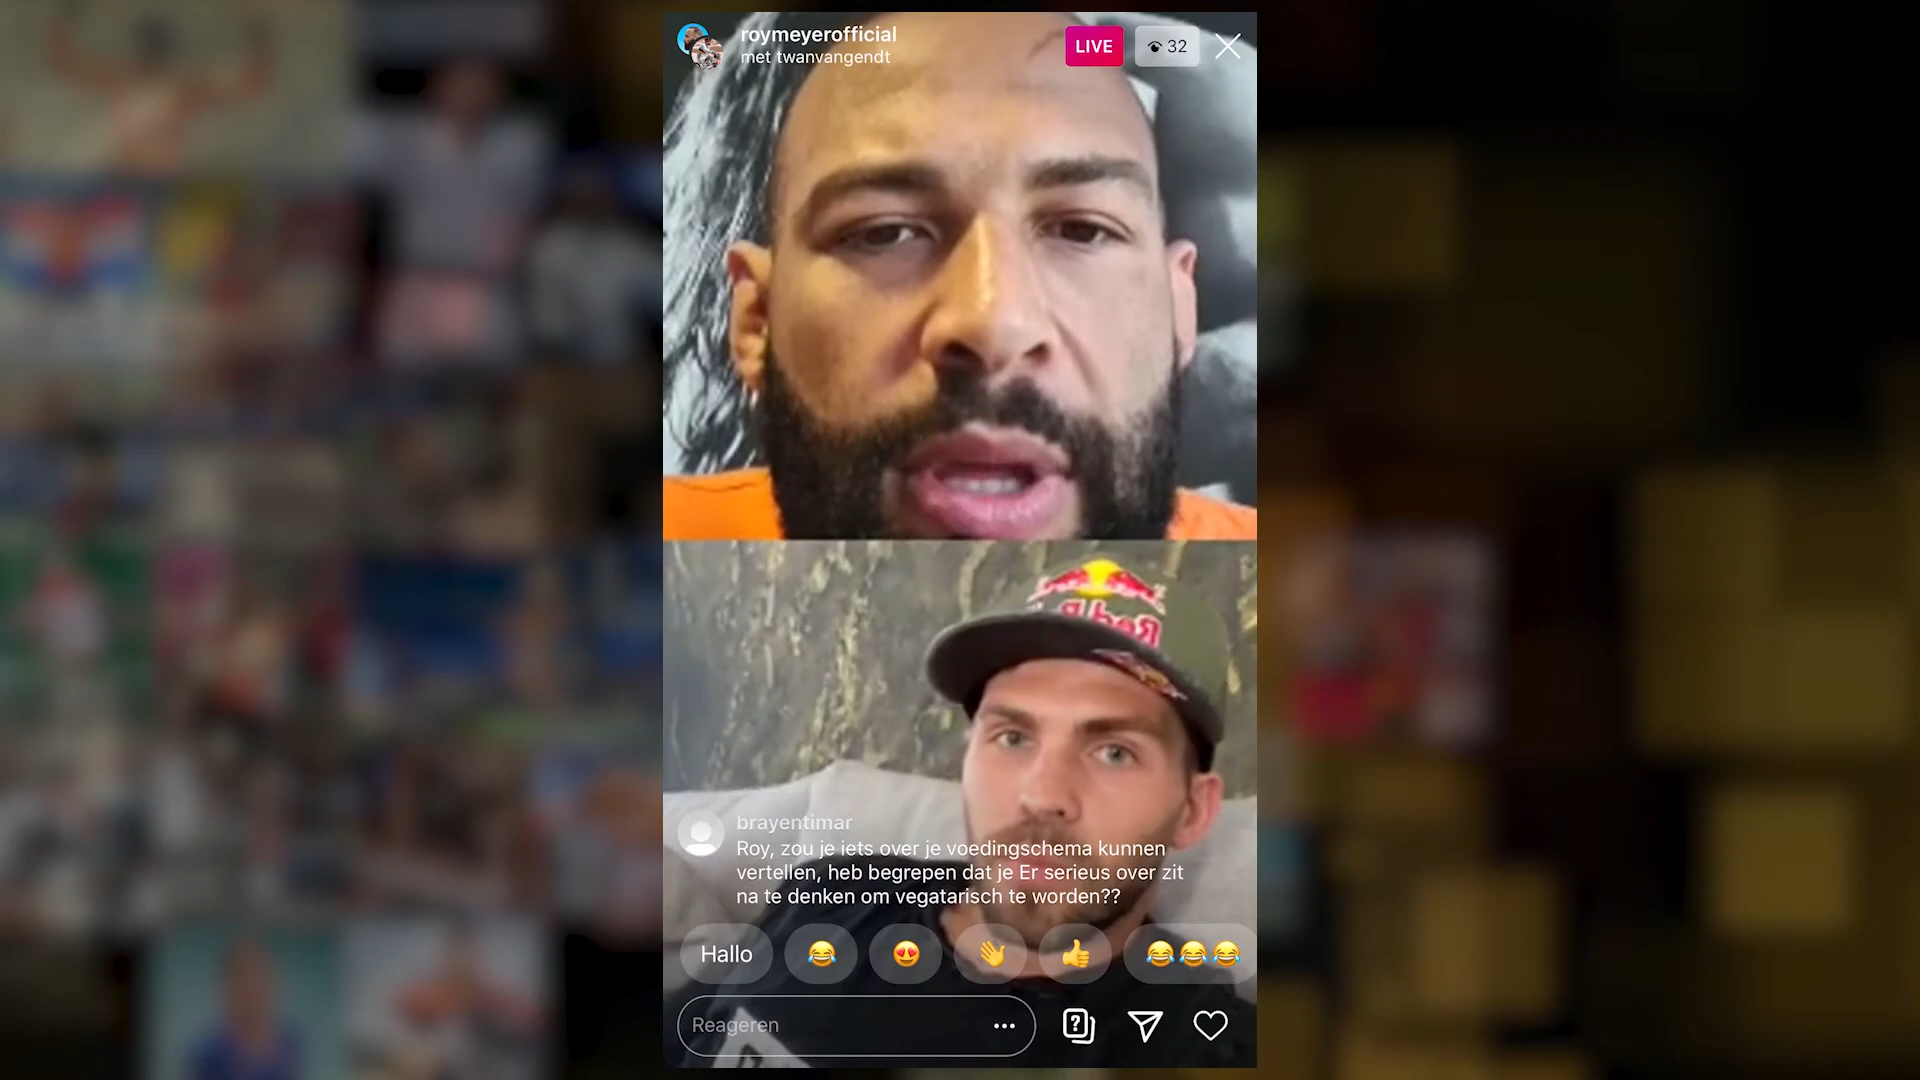 roymeyerofficial
met twanvangendt
LIVE
32
Red B
brayentimar
Roy, zou je iets over je voedingschema kunnen
vertellen, heb begrepen dat je Er serieus over zit
na te denken om vegatarisch te worden??
Hallo
Reageren